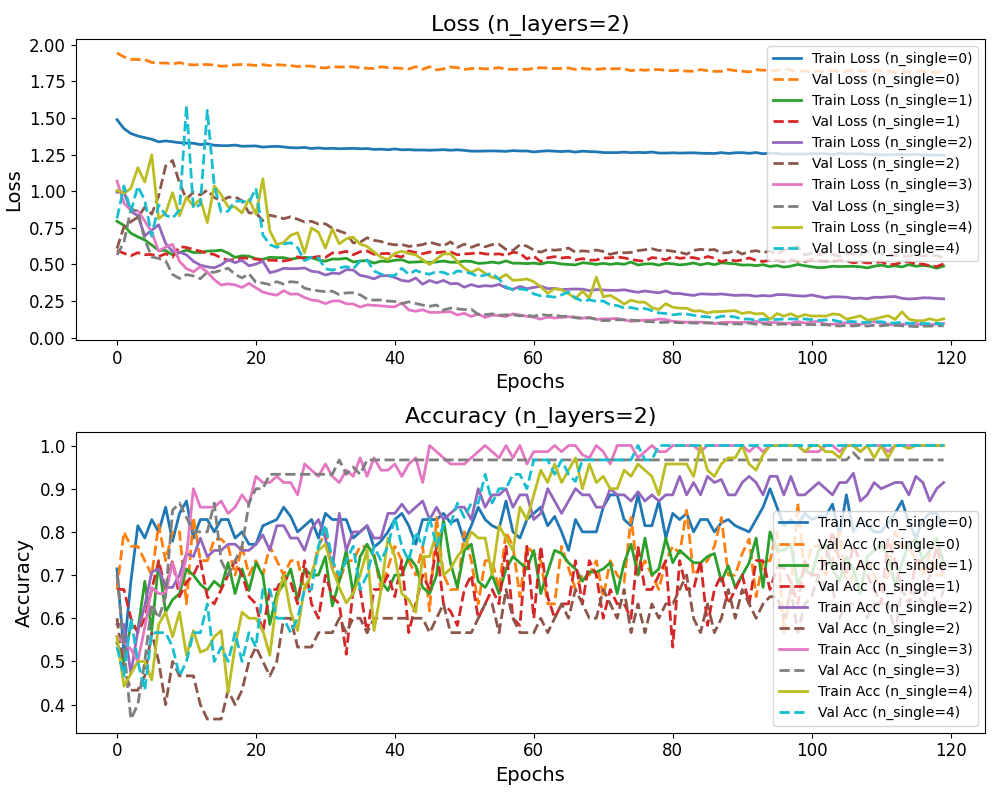 Loss (n_layers=2)
2.00
1.75
1.50
1.25
1.00
0.75
0.50
0.25
0.00
Loss
Train Loss (n_single=0)
Val Loss (n_single=0)
Train Loss (n_single=1)
Val Loss (n_single=1)
Train Loss (n_single=2)
Val Loss (n_single=2)
Train Loss (n_single=3)
Val Loss (n_single=3)
Train Loss (n_single=4)
Val Loss (n_single=4)
0 20 40 60 80 100 120
Epochs
Accuracy (n_layers=2)
1.0
0.9
0.8
0.7
0.6
0.5
0.4
Accuracy
Train Acc (n_single=0)
Val Acc (n_single=0)
Train Acc (n_single=1)
Val Acc (n_single=1)
Train Acc (n_single=2)
Val Acc (n_single=2)
Train Acc (n_single=3)
Val Acc (n_single=3)
Train Acc (n_single=4)
Val Acc (n_single=4)
0 20 40 60 80 100 120
Epochs